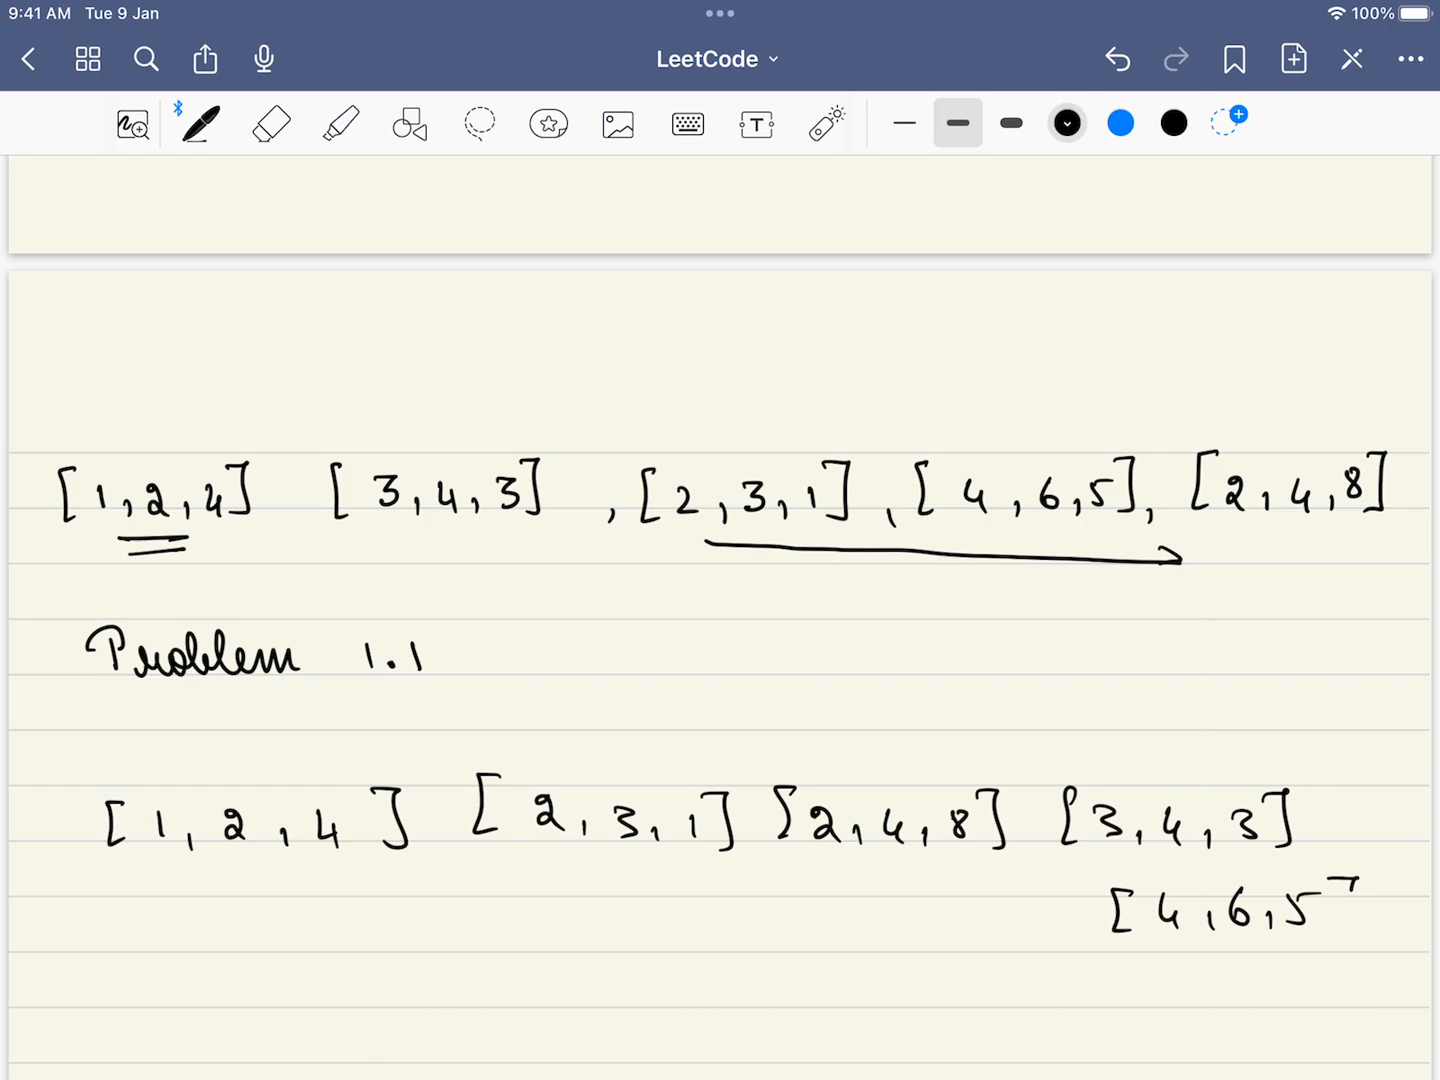 9:41 AM Tue 9 Jan 100%
LeetCode
T
[1,2,4] [3,4,3] ,[2,3,1] ,[4,6,5], [2,4,8]
Problem 1.1
[1,2,4] [2,3,1] [2,4,8] [3,4,3]
[4,6,5